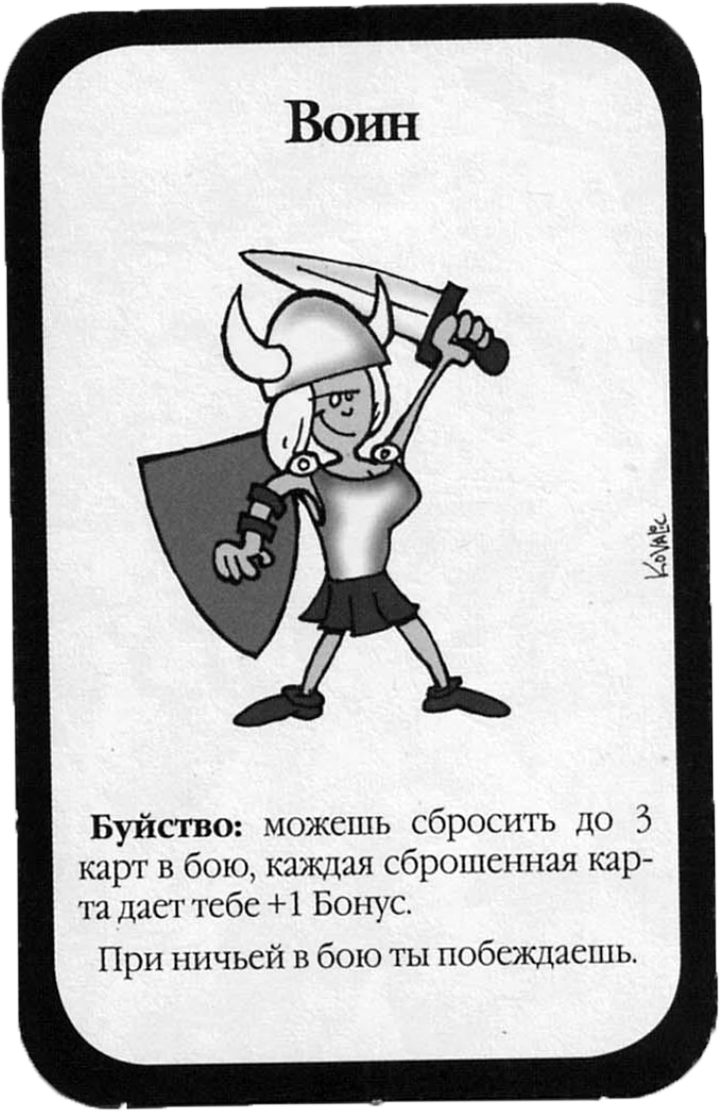 Воин
KOVALIC
Буйство: можешь сбросить до 3
карт в бою, каждая сброшенная кар-
та дает тебе +1 Бонус.
При ничьей в бою ты побеждаешь.